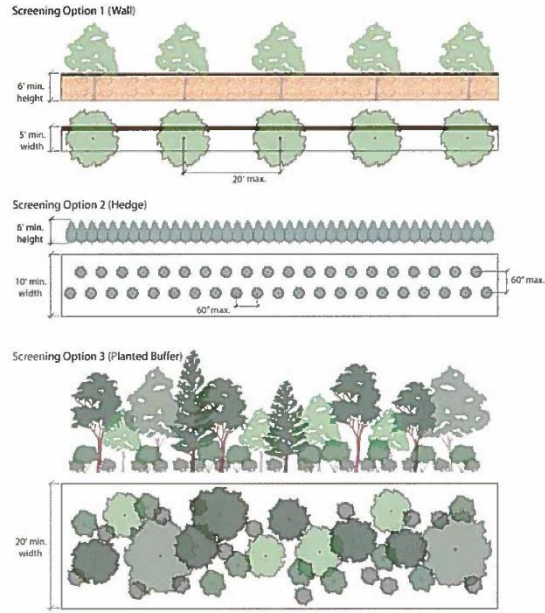 Screening Option 1 (Wall)
6' min.
height
5' min.
width
20' max.
Screening Option 2 (Hedge)
6' min.
height
10' min.
width
60" max.
60" max.
Screening Option 3 (Planted Buffer)
20' min.
width